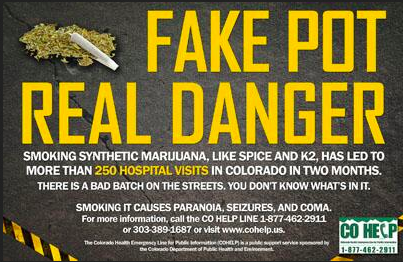 FAKE POT
REAL DANGER
SMOKING SYNTHETIC MARIJUANA, LIKE SPICE AND K2, HAS LED TO
MORE THAN 250 HOSPITAL VISITS IN COLORADO IN TWO MONTHS.
THERE IS A BAD BATCH ON THE STREETS. YOU DON'T KNOW WHAT'S IN IT.
SMOKING IT CAUSES PARANOIA, SEIZURES, AND COMA.
For more information, call the CO HELP LINE 1-877-462-2911
or 303-389-1687 or visit www.cohelp.us.
The Colorado Health Emergency Line for Public Information (COHELP) is a public support service sponsored by
the Colorado Department of Public Health and Environment.
CO HELP
1-877-462-2911